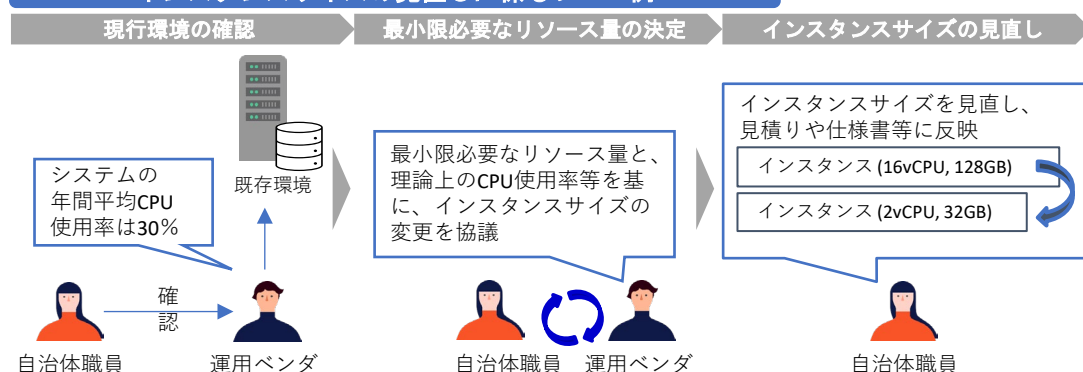 現行環境の確認
最小限必要なリソース量の決定
インスタンスサイズの見直し
システムの
年間平均CPU
使用率は30%
既存環境
確
認
自治体職員
運用ベンダ
最小限必要なリソース量と、
理論上のCPU使用率等を基
に、インスタンスサイズの
変更を協議
自治体職員
運用ベンダ
インスタンスサイズを見直し、
見積りや仕様書等に反映
インスタンス(16vCPU, 128GB)
インスタンス(2vCPU, 32GB)
自治体職員